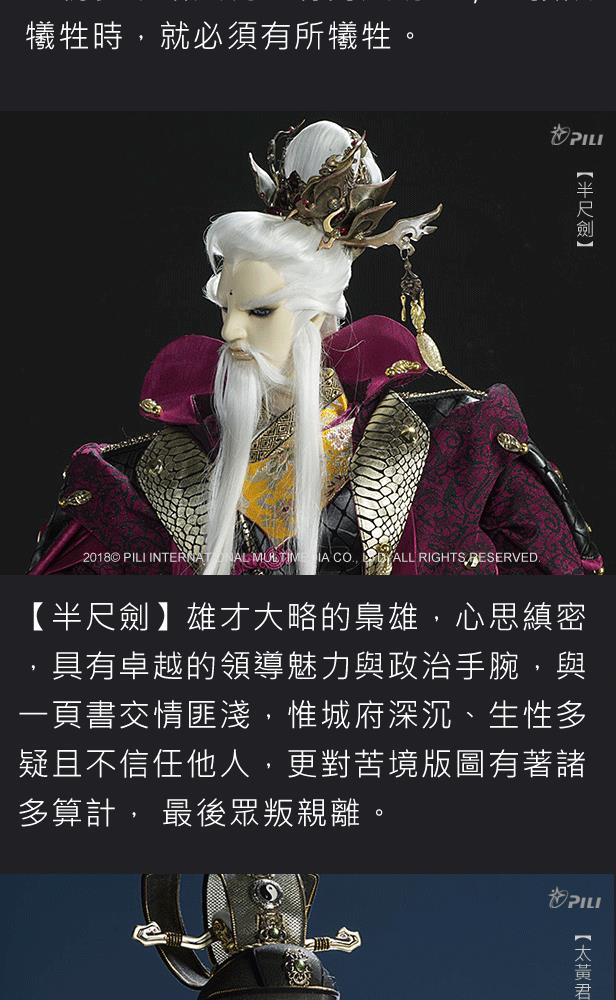 犧牲時，就必須有所犧牲。
PILI
【半尺劍】
2018© PILI INTERNATIONAL MULTIMEDIA CO., LTD. ALL RIGHTS RESERVED.
【半尺劍】雄才大略的梟雄，心思縝密
，具有卓越的領導魅力與政治手腕，與
一頁書交情匪淺，惟城府深沉、生性多
疑且不信任他人，更對苦境版圖有著諸
多算計， 最後眾叛親離。
PILI
【太黃君